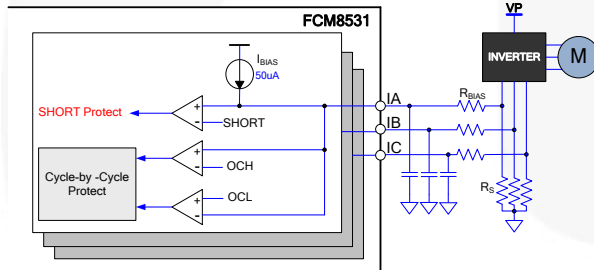 FCM8531
VP
IBIAS
50uA
INVERTER
M
SHORT Protect
+
-
SHORT
IA
RBIAS
IB
IC
Cycle-by -Cycle
Protect
+
-
OCH
+
-
OCL
RS